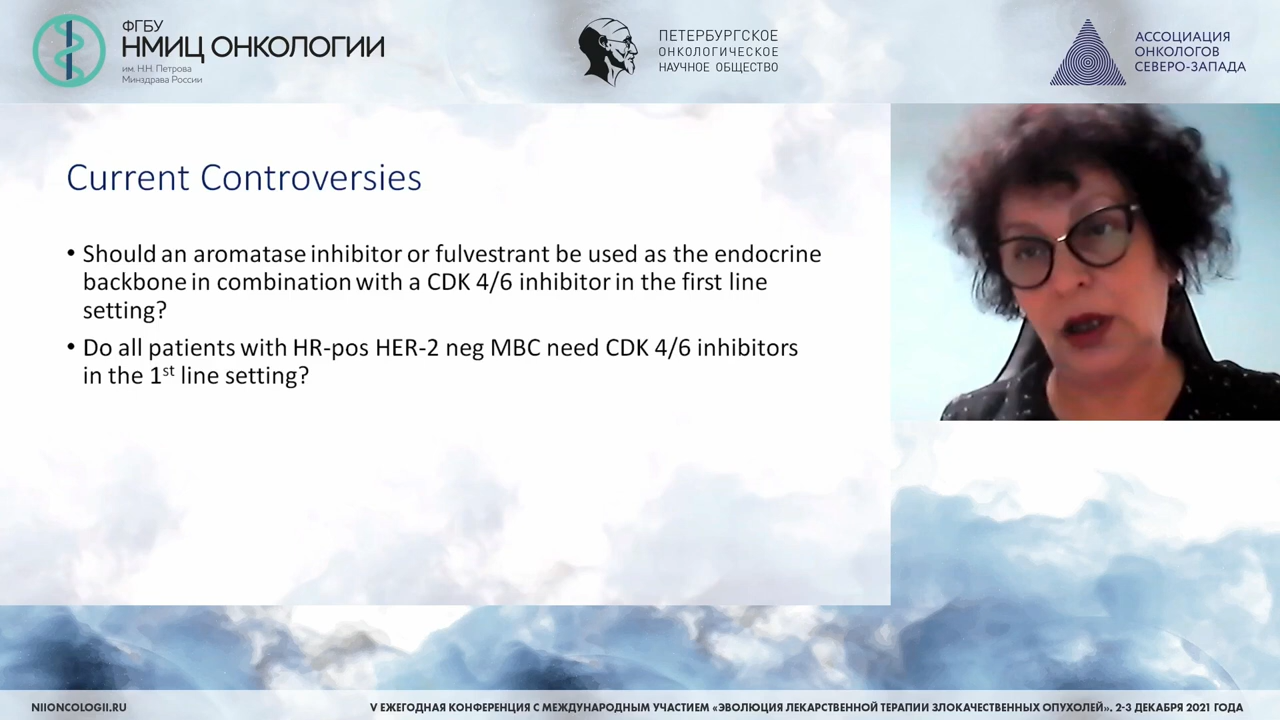 ФГБУ
НМИЦ ОНКОЛОГИИ
им. Н.Н. Петрова
Минздрава России
ПЕТЕРБУРГСКОЕ
ОНКОЛОГИЧЕСКОЕ
НАУЧНОЕ ОБЩЕСТВО
АССОЦИАЦИЯ
ОНКОЛОГОВ
СЕВЕРО-ЗАПАДА
Current Controversies
• Should an aromatase inhibitor or fulvestrant be used as the endocrine
backbone in combination with a CDK 4/6 inhibitor in the first line
setting?
• Do all patients with HR-pos HER-2 neg MBC need CDK 4/6 inhibitors
in the 1st line setting?
NIIONCOLOGII.RU
V ЕЖЕГОДНАЯ КОНФЕРЕНЦИЯ С МЕЖДУНАРОДНЫМ УЧАСТИЕМ «ЭВОЛЮЦИЯ ЛЕКАРСТВЕННОЙ ТЕРАПИИ ЗЛОКАЧЕСТВЕННЫХ ОПУХОЛЕЙ». 2-3 ДЕКАБРЯ 2021 ГОДА